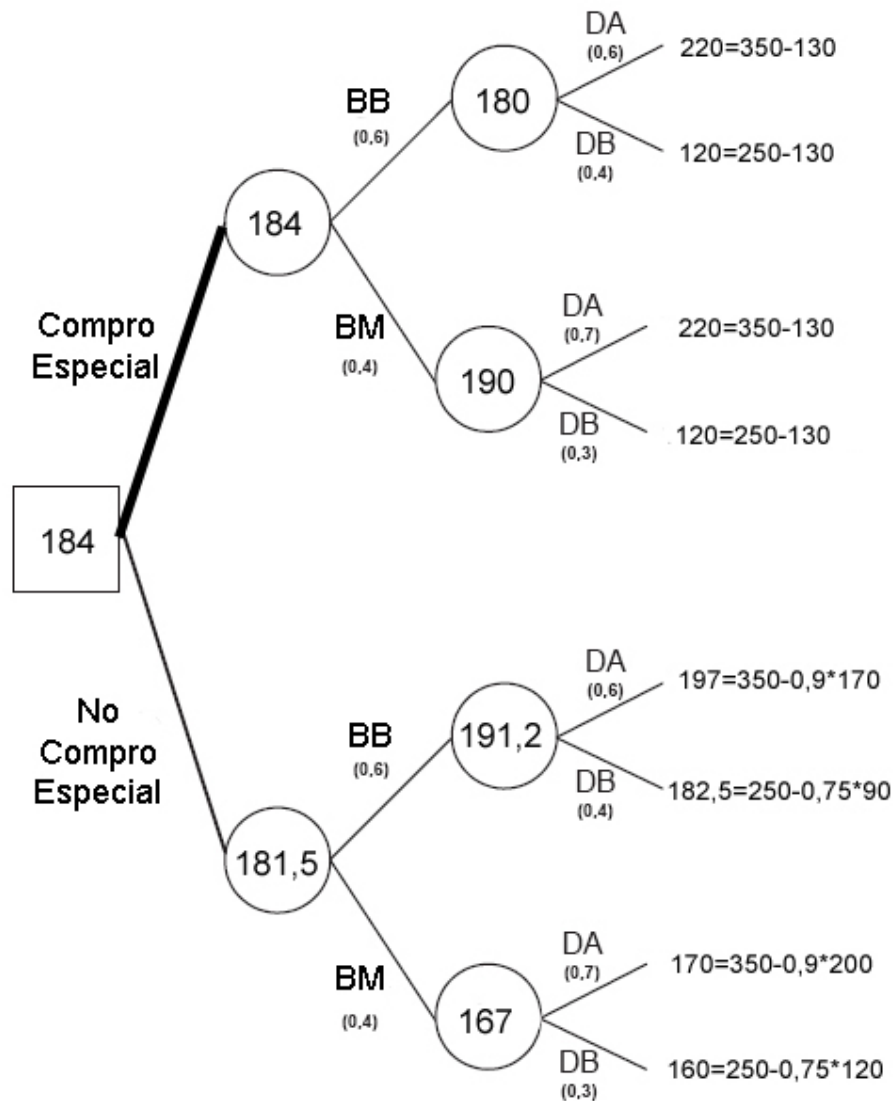 DA
(0,6)
220=350-130
BB
(0,6)
180
DB
(0,4)
120=250-130
184
Compro
Especial
BM
(0,4)
DA
(0,7)
220=350-130
190
DB
(0,3)
120=250-130
184
No
Compro
Especial
DA
(0,6)
197=350-0,9*170
BB
(0,6)
191,2
DB
(0,4)
182,5=250-0,75*90
181,5
BM
(0,4)
DA
(0,7)
170=350-0,9*200
167
DB
(0,3)
160=250-0,75*120